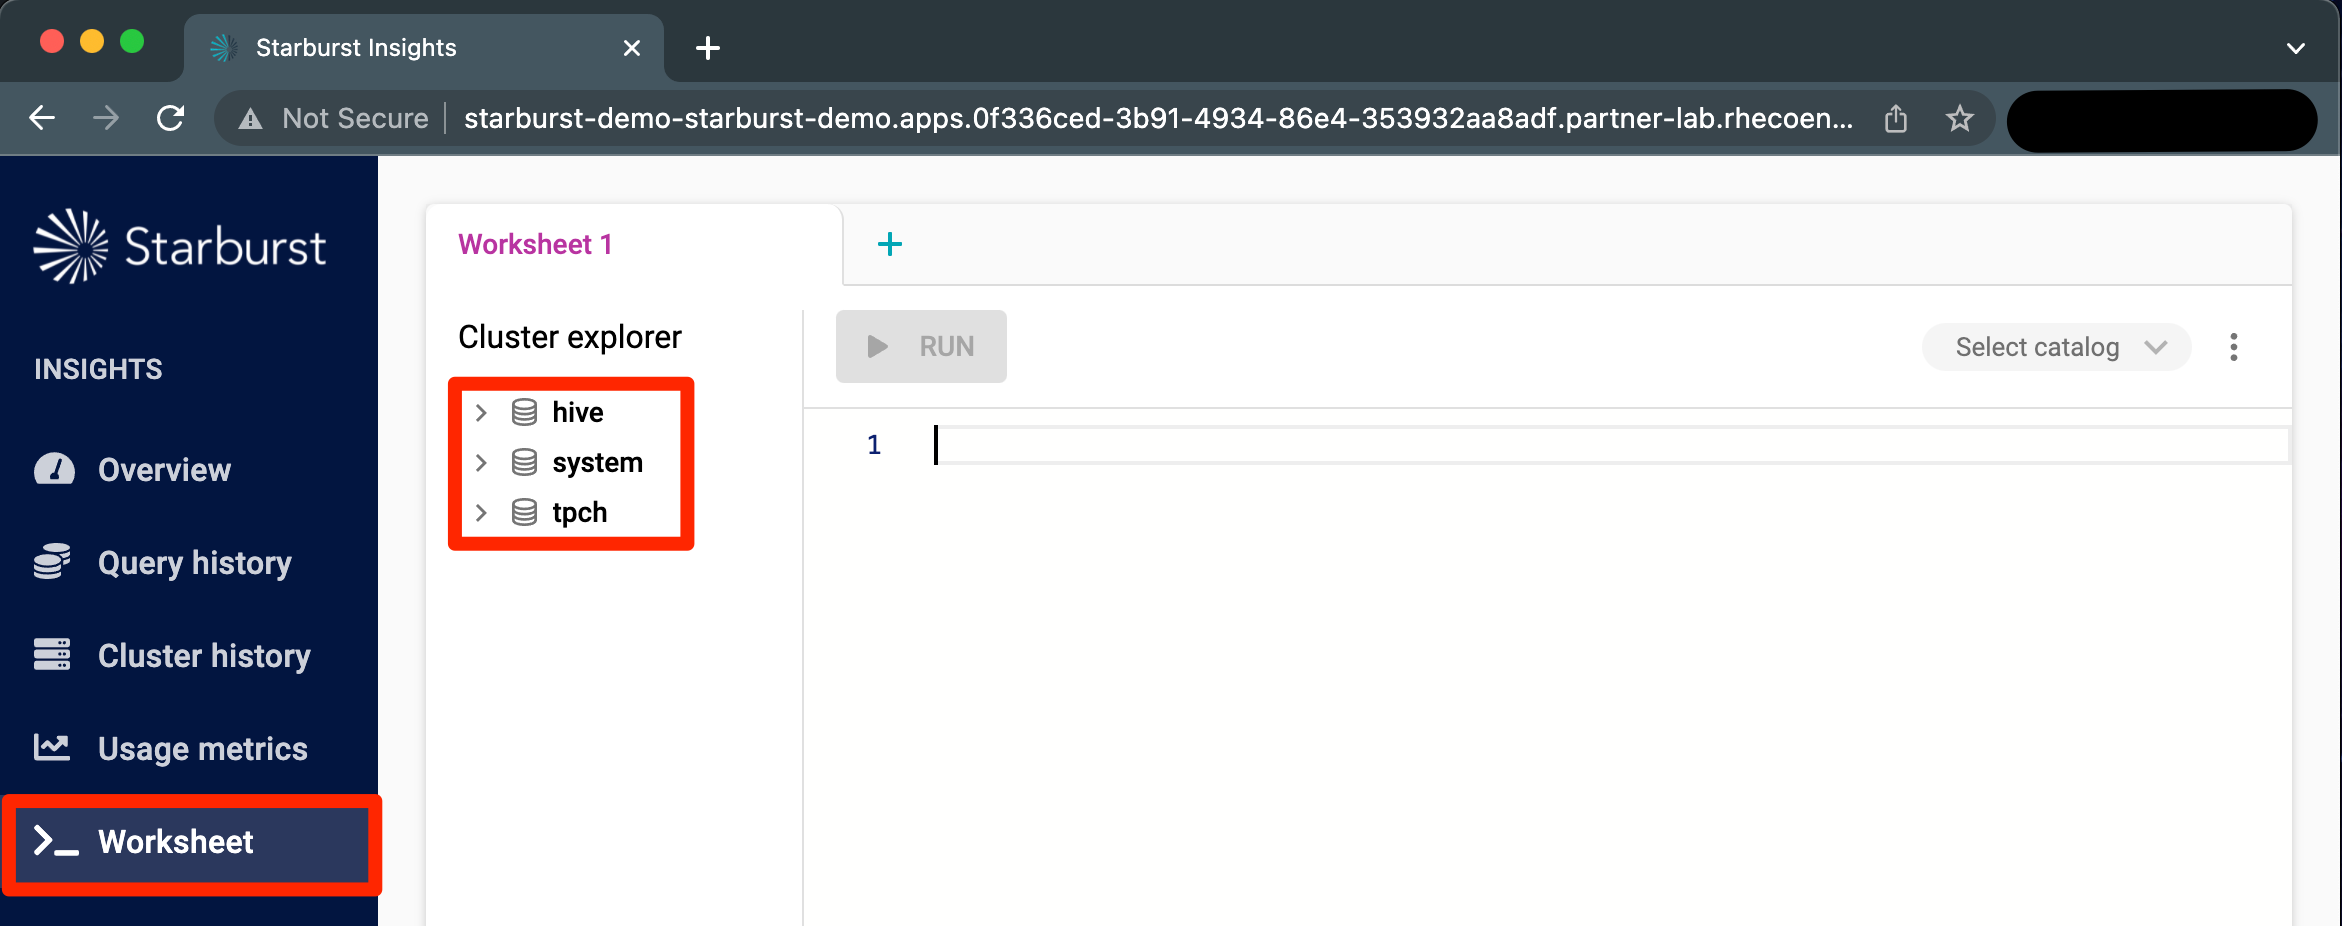 Starburst Insights
Not Secure starburst-demo-starburst-demo.apps.0f336ced-3b91-4934-86e4-353932aa8adf.partner-lab.rhecoen...
Starburst
INSIGHTS
Overview
Query history
Cluster history
Usage metrics
Worksheet
Worksheet 1
Cluster explorer
hive
system
tpch
RUN
Select catalog
1